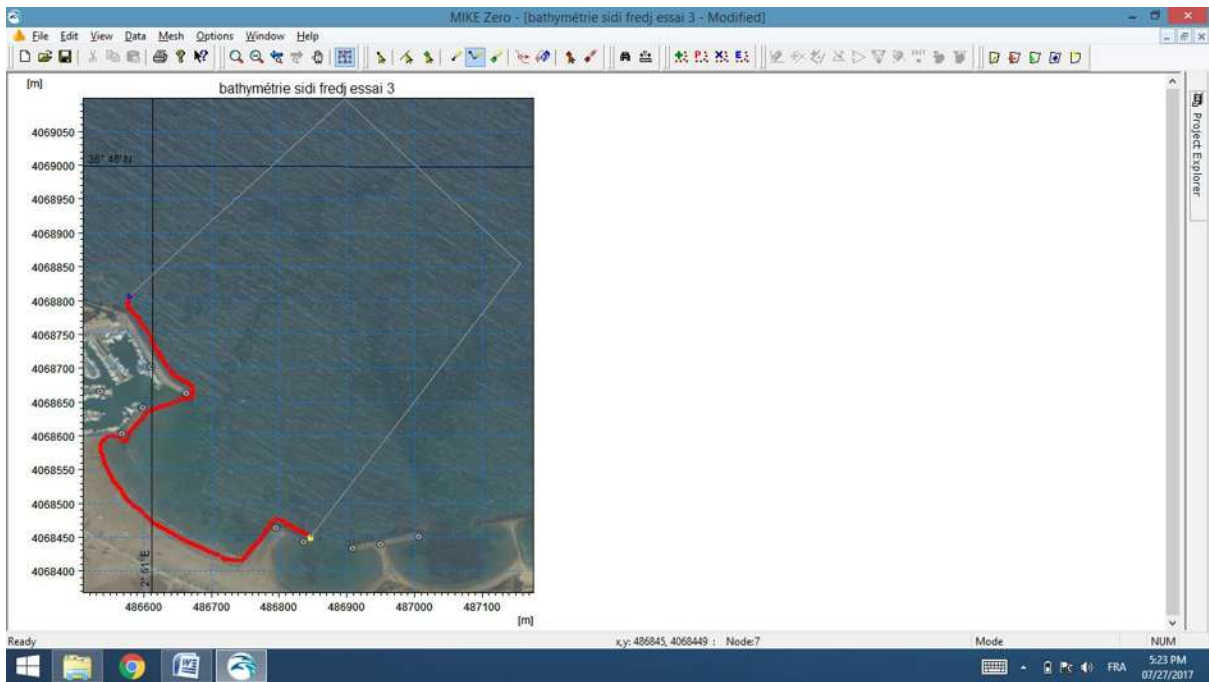 MIKE Zero - [bathymétrie sidi fredj essai 3 - Modified]
File Edit View Data Mesh Options Window Help
[m]
bathymétrie sidi fredj essai 3
4069050
4069000
4068950
4068900
4068850
4068800
4068750
4068700
4068650
4068600
4068550
4068500
4068450
4068400
2° 51'E
486600 486700 486800 486900 487000 487100
[m]
Project Explorer
Ready x,y: 486845, 4068449 : Node:7 Mode NUM
FRA 5:23 PM
07/27/2017